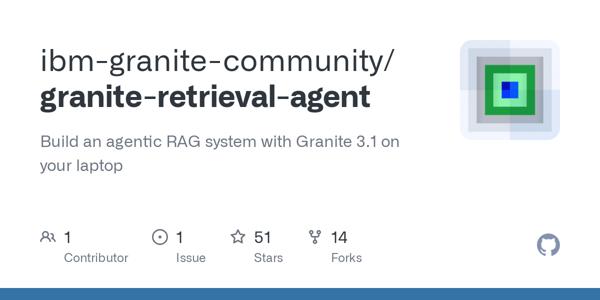 ibm-granite-community/
granite-retrieval-agent
Build an agentic RAG system with Granite 3.1 on
your laptop
1 1 51 14
Contributor Issue Stars Forks